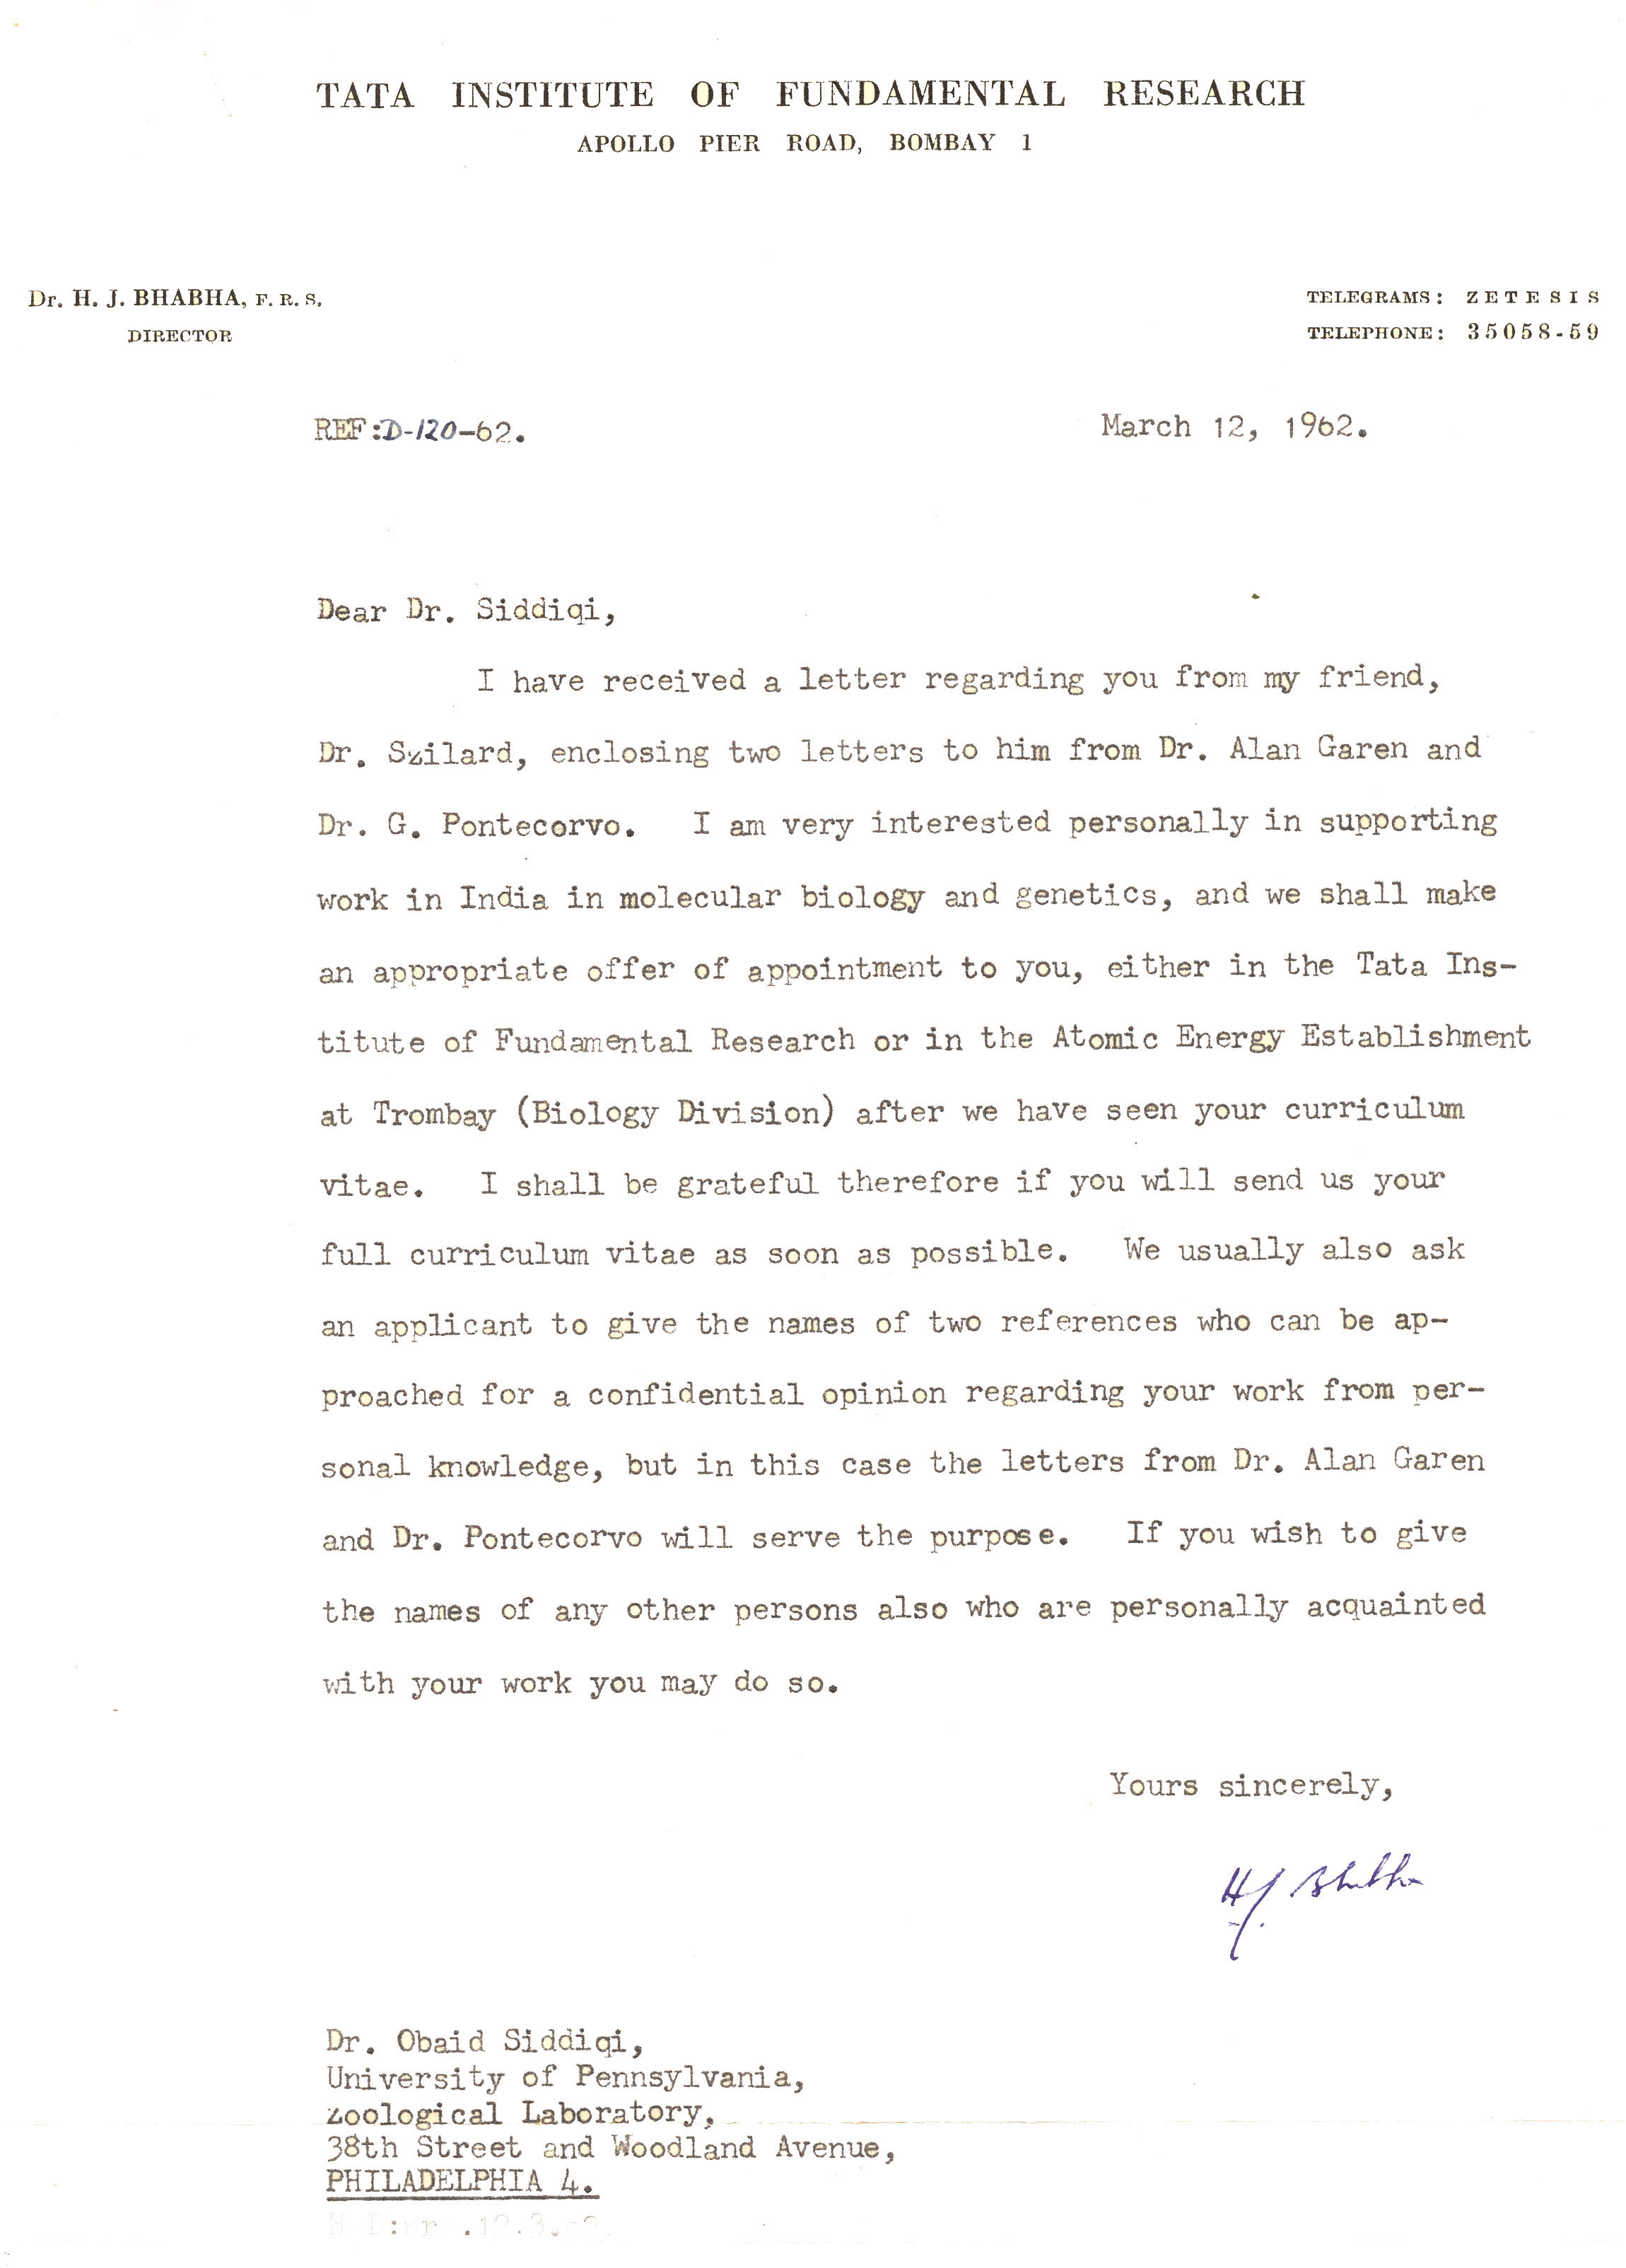 TATA INSTITUTE OF FUNDAMENTAL RESEARCH
APOLLO PIER ROAD, BOMBAY 1
Dr. H. J. BHABHA, F. R. S.
DIRECTOR
TELEGRAMS: ZETESIS
TELEPHONE: 35058-59
REF:D-120-62.
March 12, 1962.
Dear Dr. Siddiqi,
I have received a letter regarding you from my friend,
Dr. Szilard, enclosing two letters to him from Dr. Alan Garen and
Dr. G. Pontecorvo. I am very interested personally in supporting
work in India in molecular biology and genetics, and we shall make
an appropriate offer of appointment to you, either in the Tata Ins-
titute of Fundamental Research or in the Atomic Energy Establishment
at Trombay (Biology Division) after we have seen your curriculum
vitae. I shall be grateful therefore if you will send us your
full curriculum vitae as soon as possible. We usually also ask
an applicant to give the names of two references who can be ap-
proached for a confidential opinion regarding your work from per-
sonal knowledge, but in this case the letters from Dr. Alan Garen
and Dr. Pontecorvo will serve the purpose. If you wish to give
the names of any other persons also who are personally acquainted
with your work you may do so.
Yours sincerely,
HJ. Bhabha
Dr. Obaid Siddiqi,
University of Pennsylvania,
Zoological Laboratory,
38th Street and Woodland Avenue,
PHILADELPHIA 4.